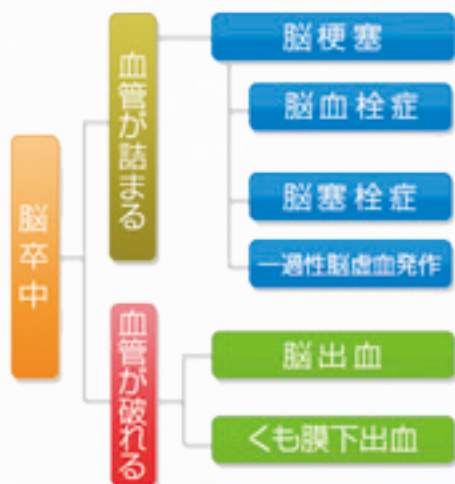 脳卒中
血管が詰まる
脳梗塞
脳血栓症
脳塞栓症
一過性脳虚血発作
血管が破れる
脳出血
くも膜下出血